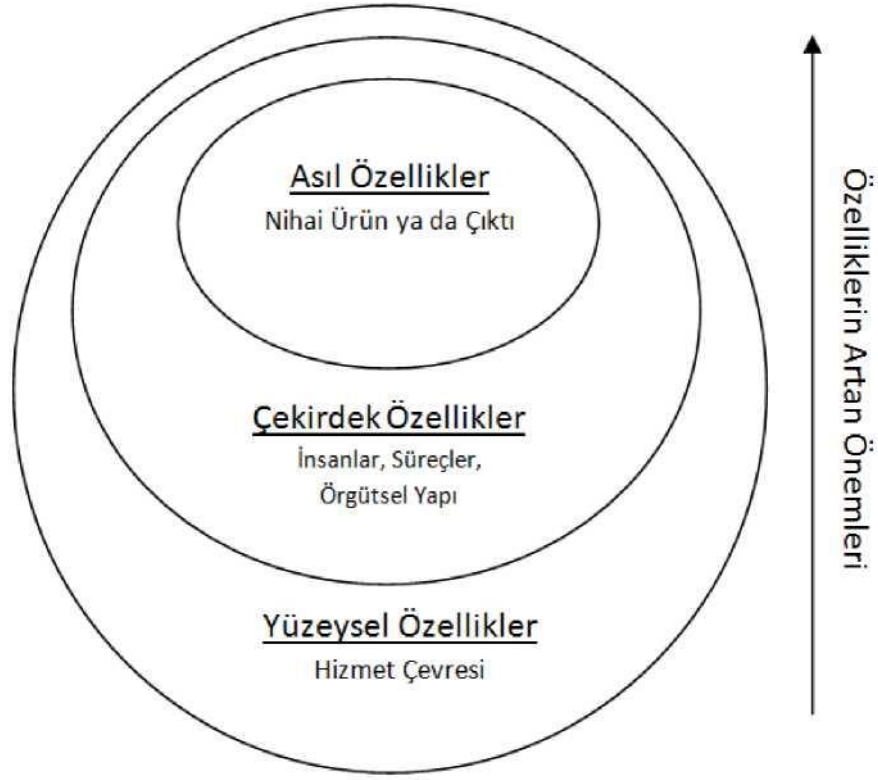 Asıl Özellikler
Nihai Ürün ya da Çıktı
Çekirdek Özellikler
İnsanlar, Süreçler,
Örgütsel Yapı
Yüzeysel Özellikler
Hizmet Çevresi
Özelliklerin Artan Önemleri